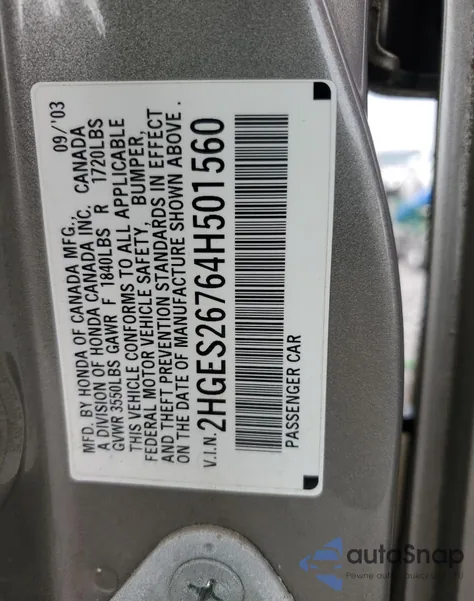 MFD. BY HONDA OF CANADA MFG., 09/'03
A DIVISION OF HONDA CANADA INC, CANADA
GVWR 3550LBS GAWR F 1840LBS R 1720LBS
THIS VEHICLE CONFORMS TO ALL APPLICABLE
FEDERAL MOTOR VEHICLE SAFETY, BUMPER,
AND THEFT PREVENTION STANDARDS IN EFFECT
ON THE DATE OF MANUFACTURE SHOWN ABOVE.
V.I.N. 2HGES26764H501560
PASSENGER CAR
autoSnap